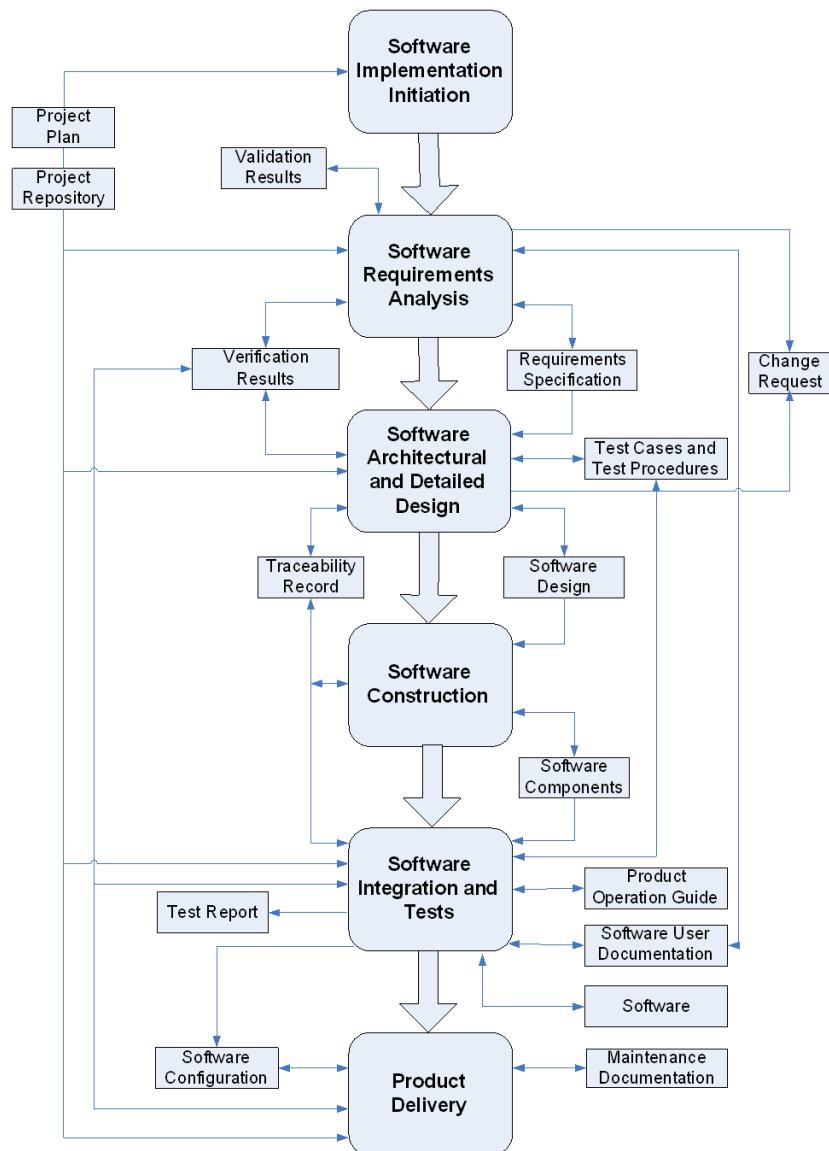 Software
Implementation
Initiation
Project
Plan
Validation
Results
Project
Repository
Software
Requirements
Analysis
Verification
Results
Requirements
Specification
Change
Request
Software
Architectural
and Detailed
Design
Test Cases and
Test Procedures
Traceability
Record
Software
Design
Software
Construction
Software
Components
Software
Integration and
Tests
Product
Operation Guide
Test Report
Software User
Documentation
Software
Software
Configuration
Product
Delivery
Maintenance
Documentation